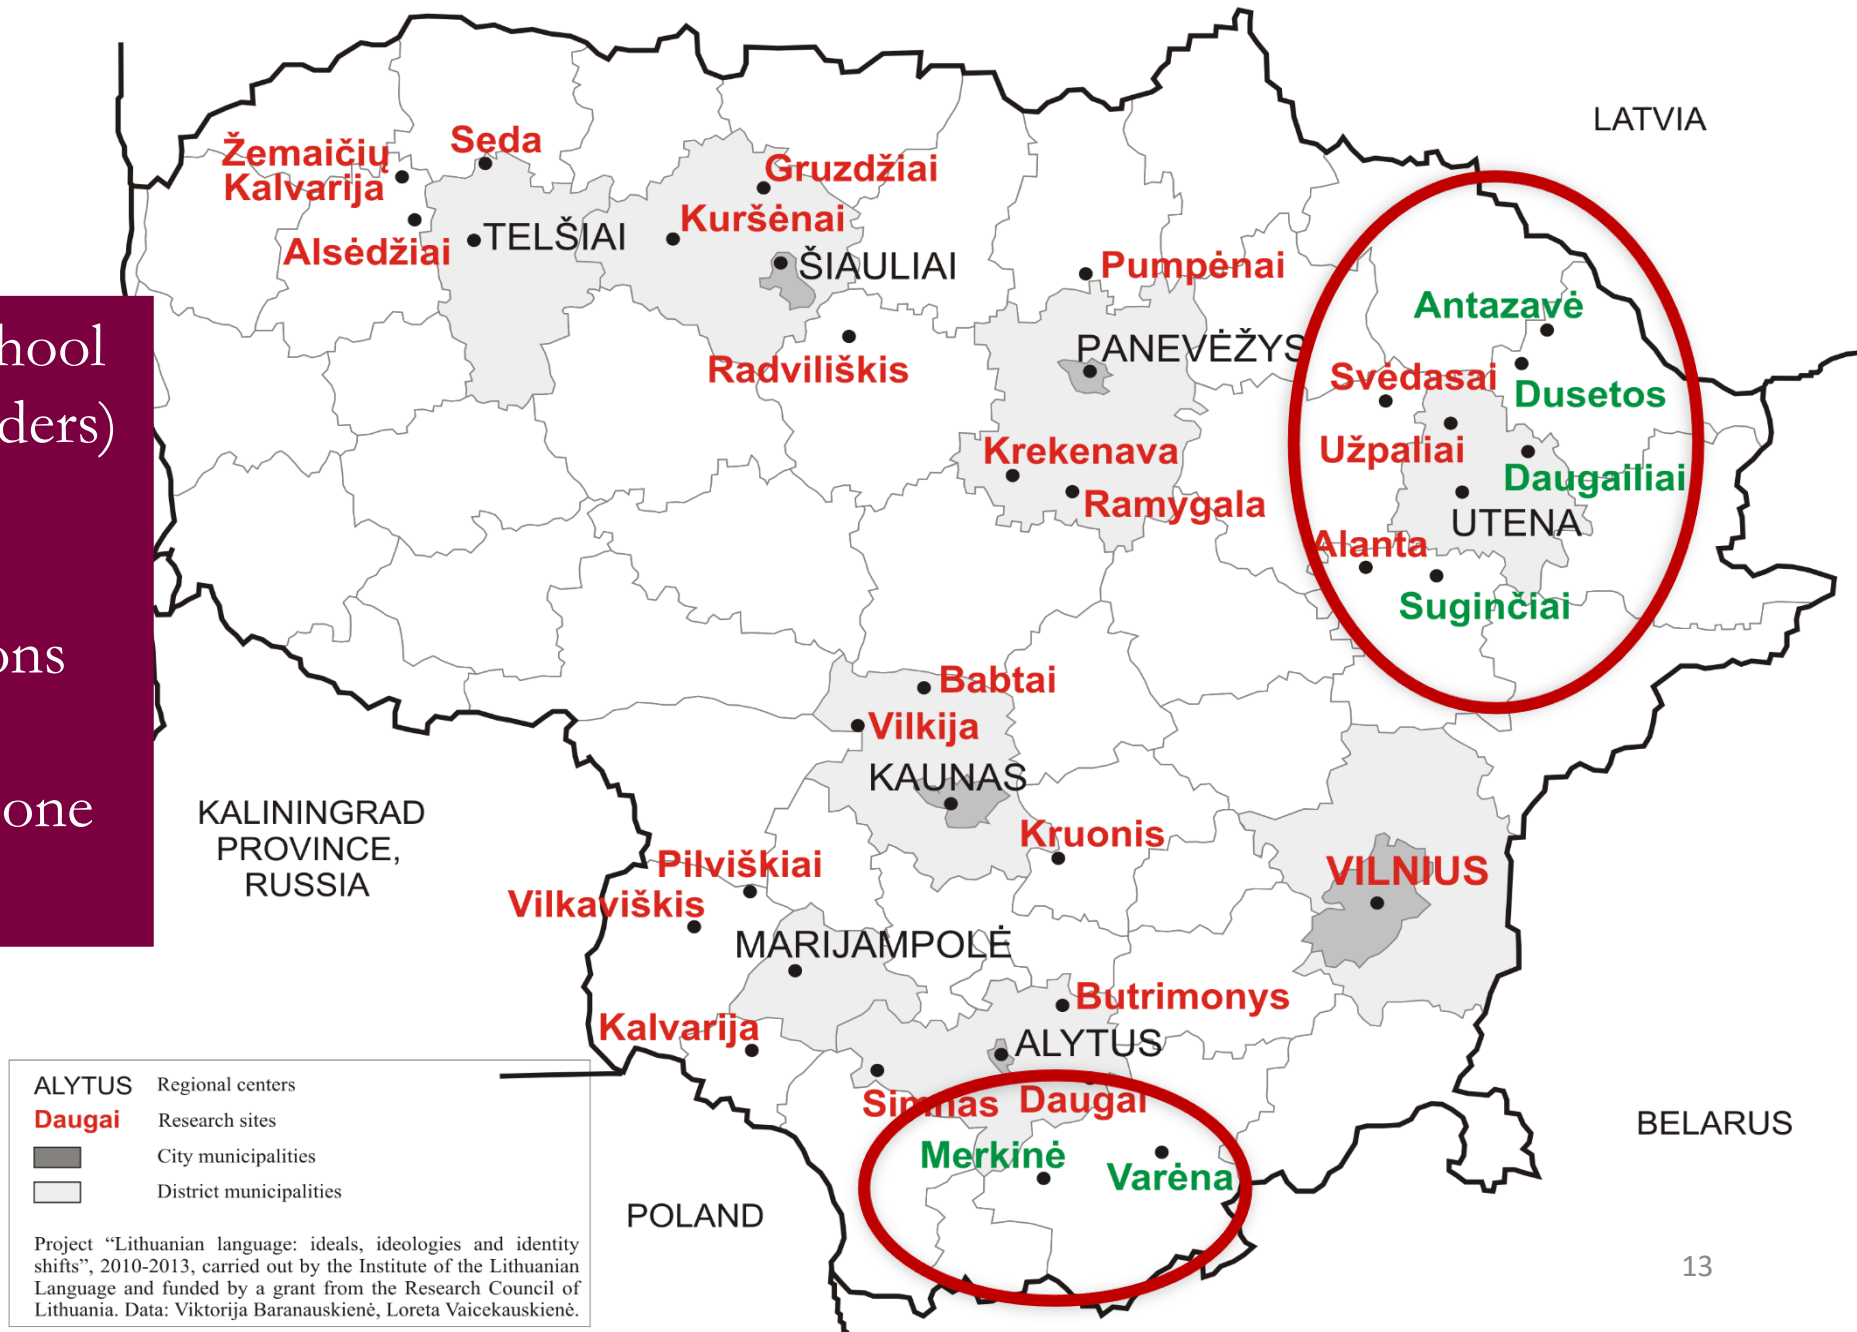 LATVIA
Seda
Žemaičių
Kalvarija
Gruzdžiai
Kuršėnai
Alsėdžiai
TELŠIAI
ŠIAULIAI
Pumpėnai
Antazavė
hool
PANEVĖŽYS
Radviliškis
Svėdasai
Dusetos
ders)
Krekenava
Užpaliai
Daugailiai
Ramygala
UTENA
Alanta
Suginčiai
ons
Babtai
Vilkija
KAUNAS
one
KALININGRAD
PROVINCE,
RUSSIA
Kruonis
Pilviškiai
VILNIUS
Vilkaviškis
MARIJAMPOLĖ
Butrimonys
Kalvarija
ALYTUS
Simnas
Daugai
Merkinė
Varėna
BELARUS
POLAND
ALYTUS Regional centers
Daugai Research sites
City municipalities
District municipalities
Project “Lithuanian language: ideals, ideologies and identity
shifts”, 2010-2013, carried out by the Institute of the Lithuanian
Language and funded by a grant from the Research Council of
Lithuania. Data: Viktorija Baranauskienė, Loreta Vaicekauskienė.
13